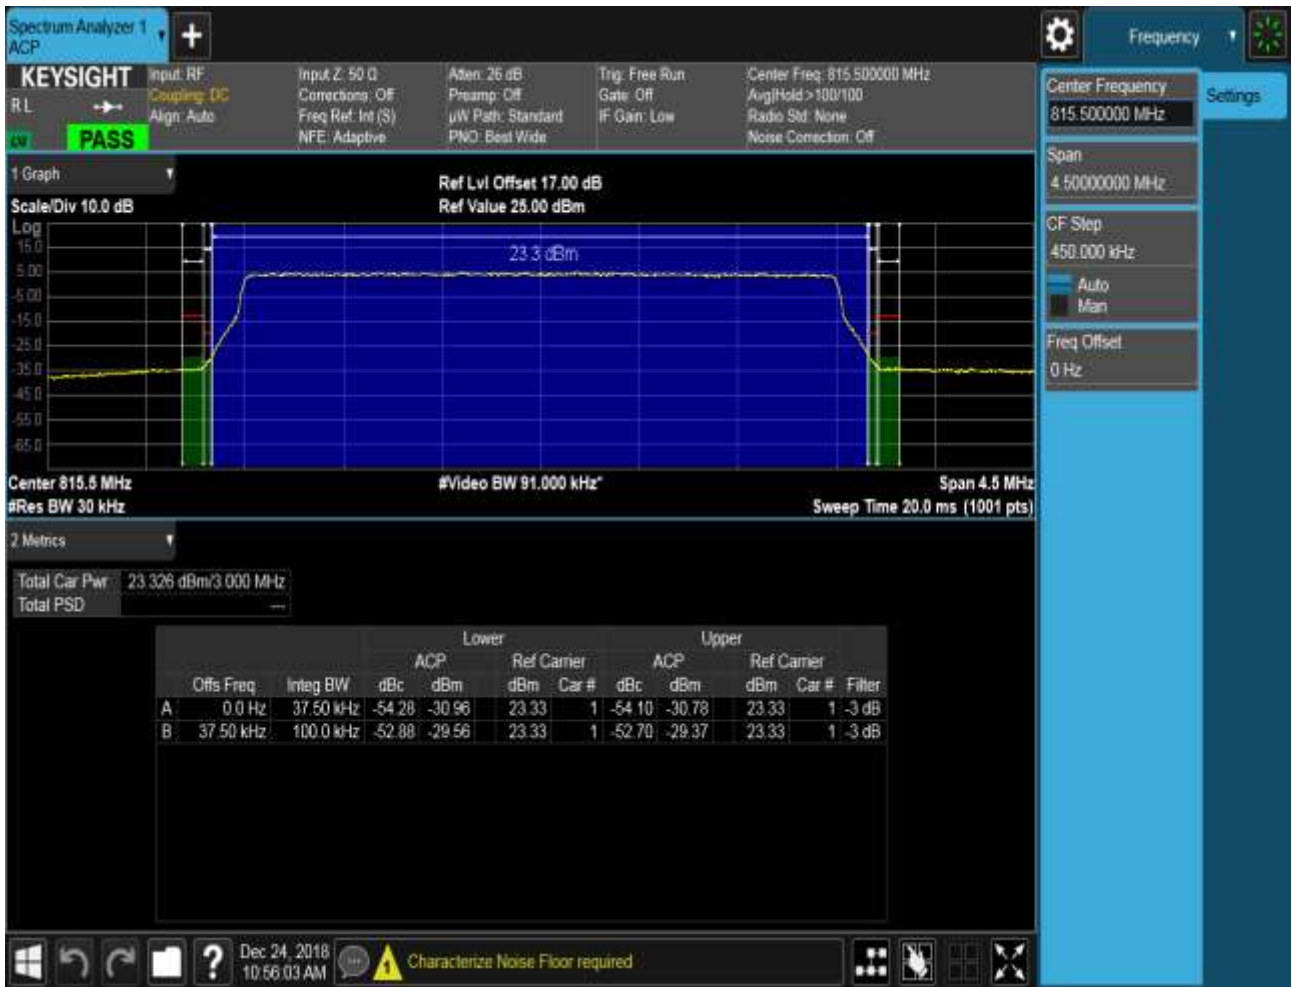 Spectrum Analyzer 1
ACP
+
Frequency
KEYSIGHT
R L
PASS
Input: RF
Coupling: DC
Align: Auto
Input Z: 50 Ω
Corrections: Off
Freq Ref: Int (S)
NFE: Adaptive
Atten: 26 dB
Preamp: Off
µW Path: Standard
PNO: Best Wide
Trig: Free Run
Gate: Off
IF Gain: Low
Center Freq: 815.500000 MHz
Avg|Hold:>100/100
Radio Std: None
Noise Correction: Off
Center Frequency
815.500000 MHz
Settings
Span
4.50000000 MHz
CF Step
450.000 kHz
Auto
Man
Freq Offset
0 Hz
1 Graph
Scale/Div 10.0 dB
Ref Lvl Offset 17.00 dB
Ref Value 25.00 dBm
Log
15.0
5.00
-5.00
-15.0
-25.0
-35.0
-45.0
-55.0
-65.0
23.3 dBm
Center 815.5 MHz
#Video BW 91.000 kHz*
Span 4.5 MHz
#Res BW 30 kHz
Sweep Time 20.0 ms (1001 pts)
2 Metrics
Total Car Pwr 23.326 dBm/3.000 MHz
Total PSD ---
Lower Upper
ACP Ref Carrier ACP Ref Carrier
Offs Freq Integ BW dBc dBm dBm Car # dBc dBm dBm Car # Filter
A 0.0 Hz 37.50 kHz -54.28 -30.96 23.33 1 -54.10 -30.78 23.33 1 -3 dB
B 37.50 kHz 100.0 kHz -52.88 -29.56 23.33 1 -52.70 -29.37 23.33 1 -3 dB
?
Dec 24, 2018
10:56:03 AM
1
Characterize Noise Floor required